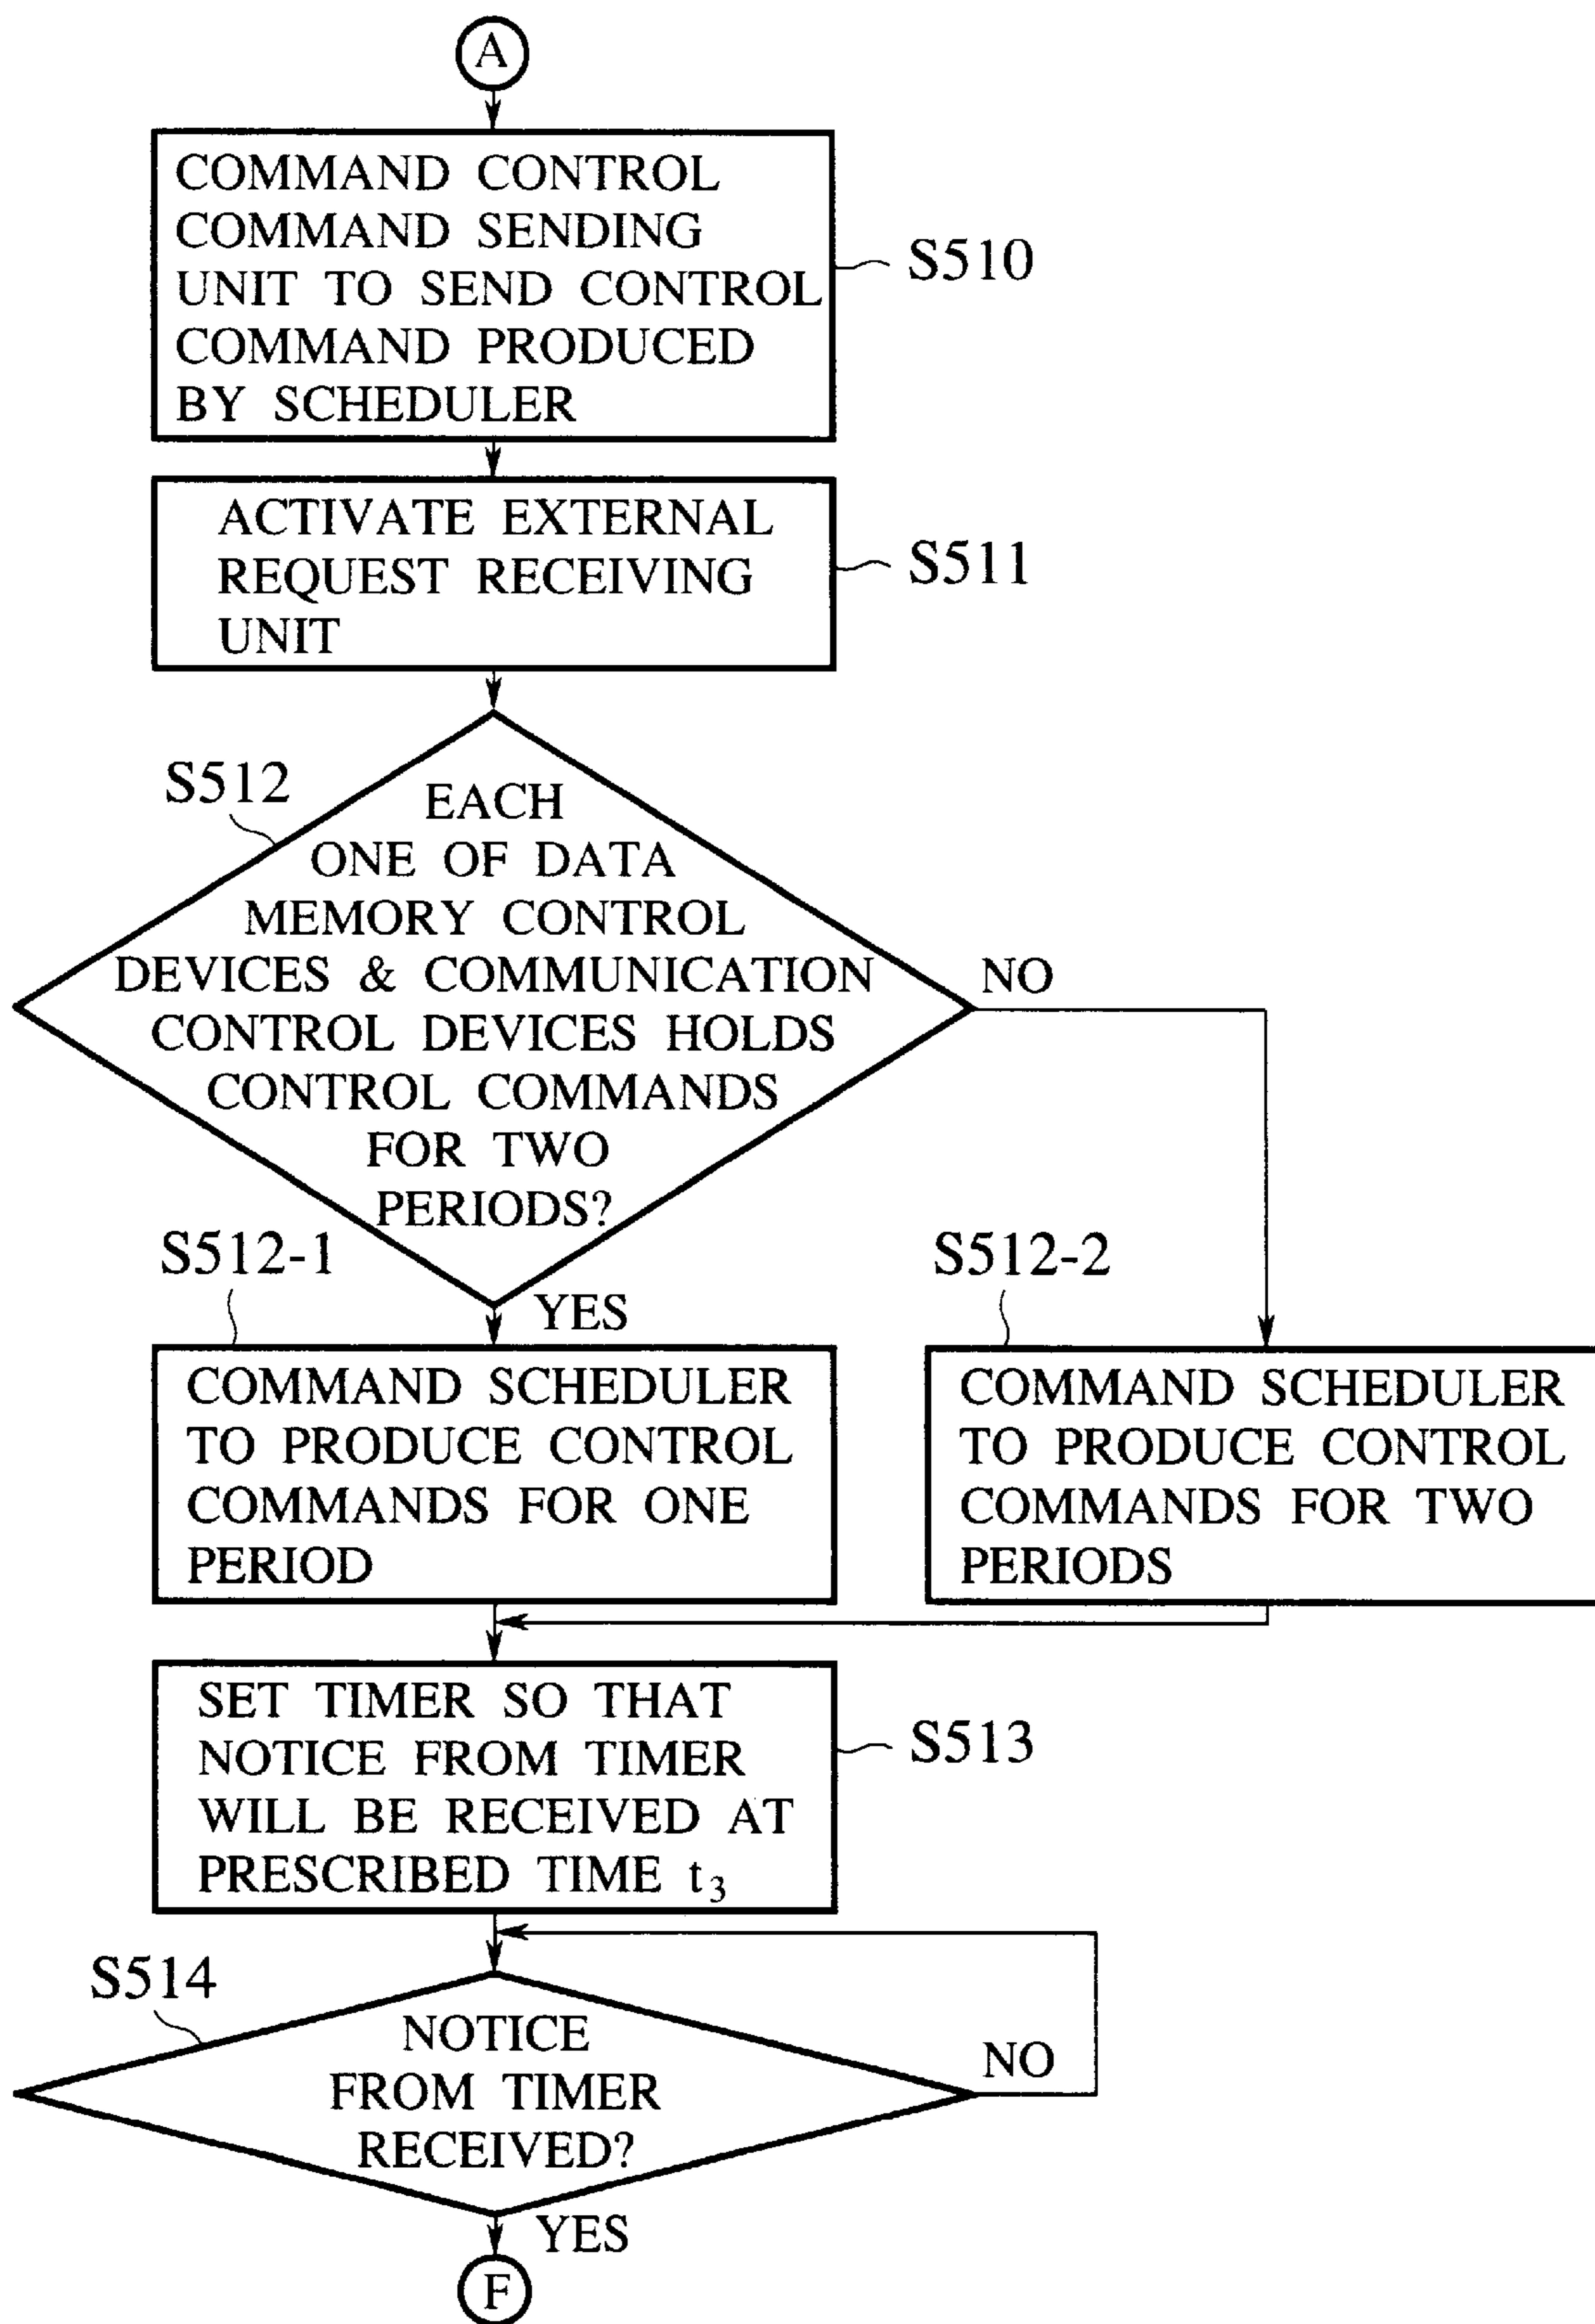 A
COMMAND CONTROL
COMMAND SENDING
UNIT TO SEND CONTROL
COMMAND PRODUCED
BY SCHEDULER
S510
ACTIVATE EXTERNAL
REQUEST RECEIVING
UNIT
S511
S512
EACH
ONE OF DATA
MEMORY CONTROL
DEVICES & COMMUNICATION
CONTROL DEVICES HOLDS
CONTROL COMMANDS
FOR TWO
PERIODS?
NO
YES
S512-1
COMMAND SCHEDULER
TO PRODUCE CONTROL
COMMANDS FOR ONE
PERIOD
S512-2
COMMAND SCHEDULER
TO PRODUCE CONTROL
COMMANDS FOR TWO
PERIODS
SET TIMER SO THAT
NOTICE FROM TIMER
WILL BE RECEIVED AT
PRESCRIBED TIME t₃
S513
S514
NOTICE
FROM TIMER
RECEIVED?
NO
YES
F